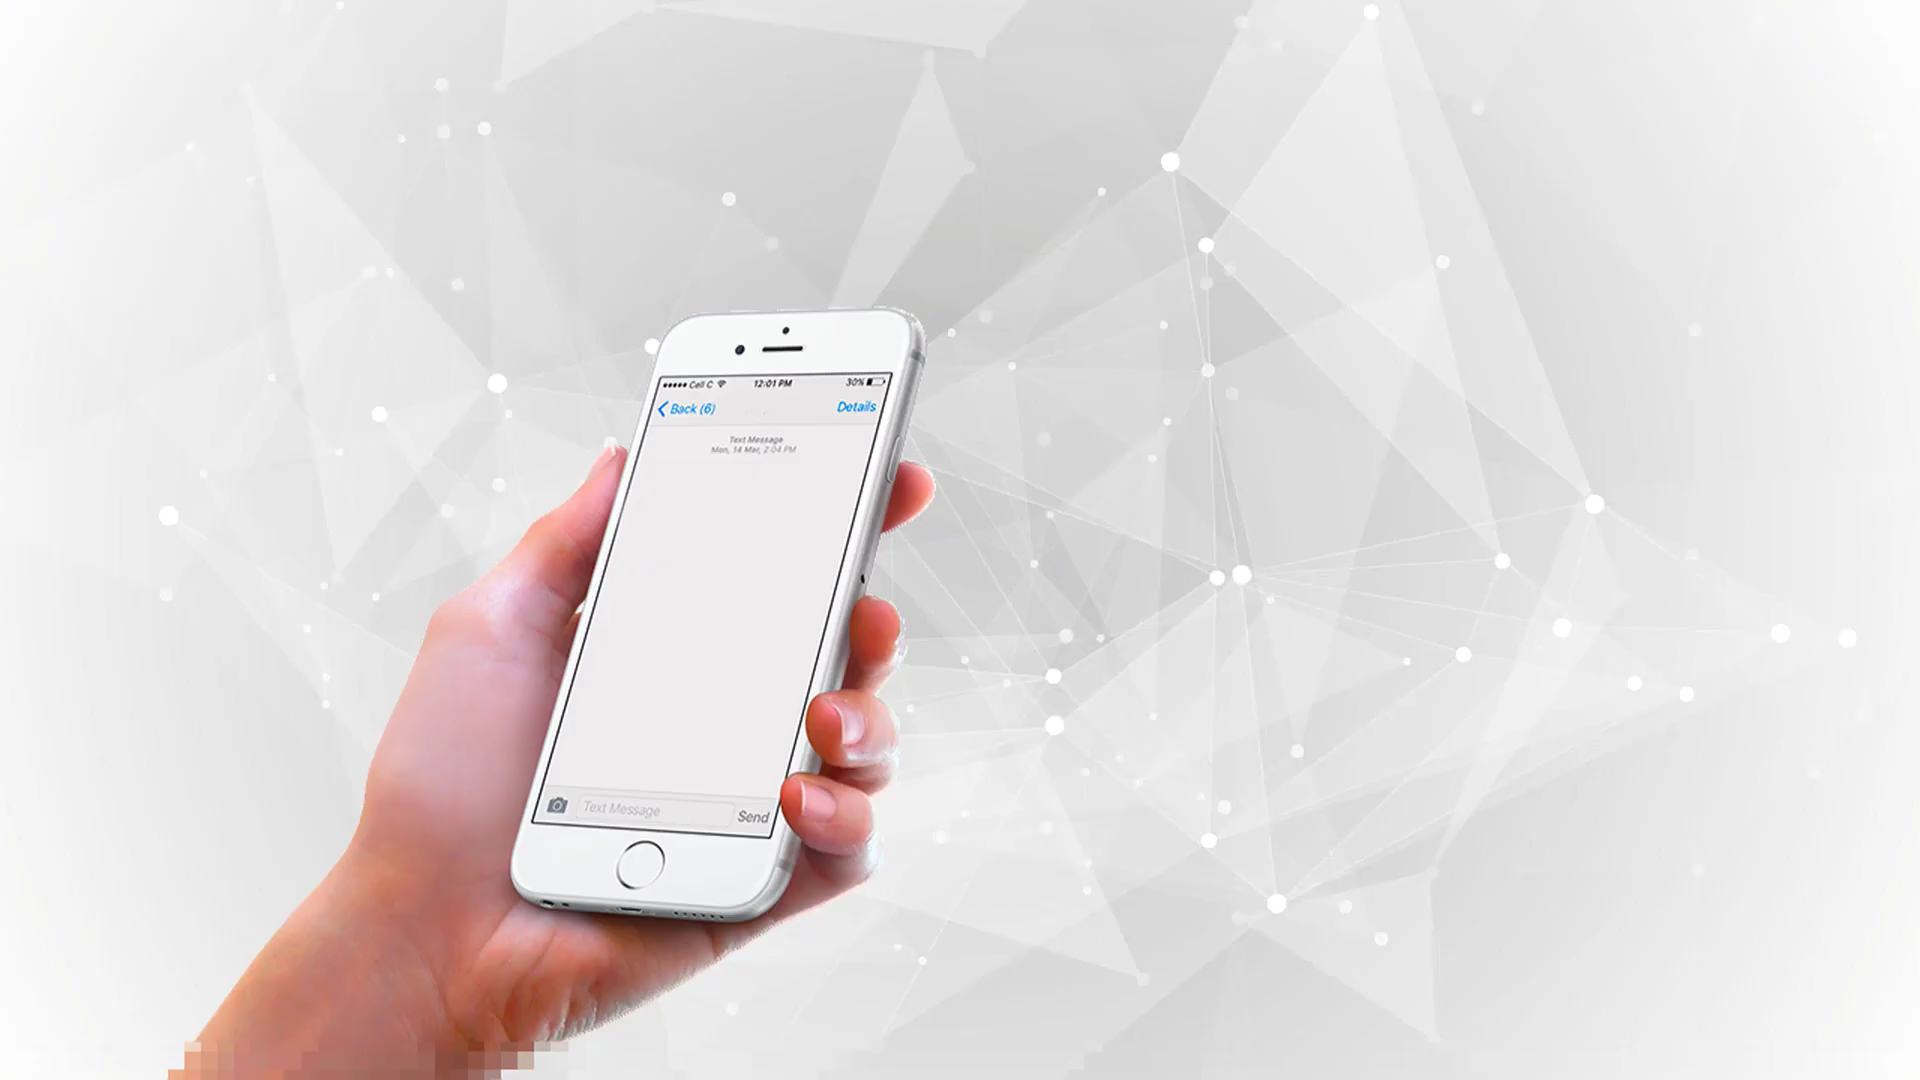 ●●●●● Cell C 12:01 PM 30%
Back (6) Details
Text Message
Mon, 14 Mar, 2:04 PM
Text Message Send